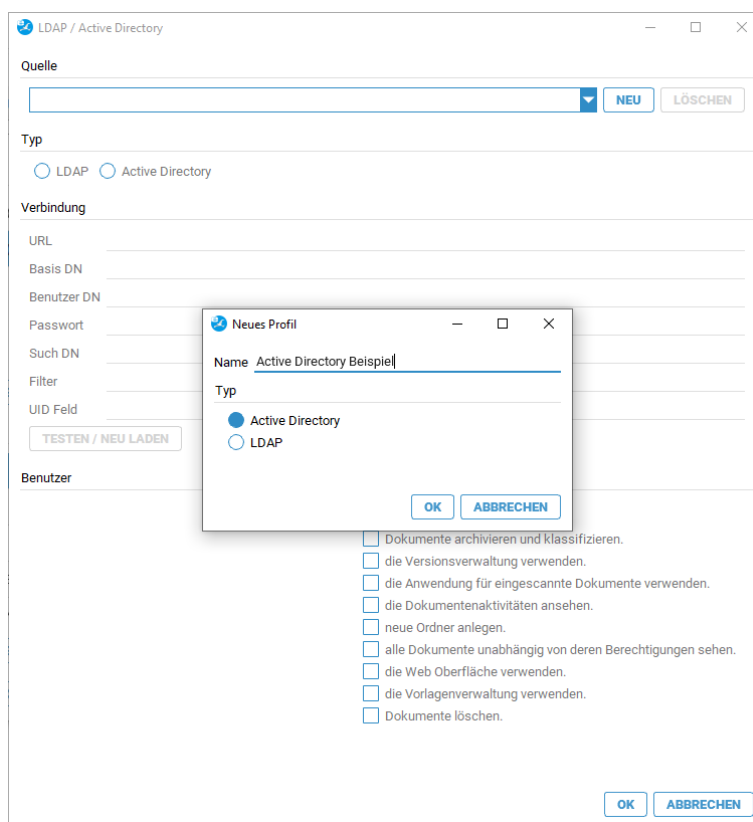 LDAP / Active Directory
Quelle
NEU
LÖSCHEN
Typ
LDAP
Active Directory
Verbindung
URL
Basis DN
Benutzer DN
Passwort
Such DN
Filter
UID Feld
TESTEN / NEU LADEN
Benutzer
Neues Profil
Name Active Directory Beispiel
Typ
Active Directory
LDAP
OK
ABBRECHEN
Dokumente archivieren und klassifizieren.
die Versionsverwaltung verwenden.
die Anwendung für eingescannte Dokumente verwenden.
die Dokumentenaktivitäten ansehen.
neue Ordner anlegen.
alle Dokumente unabhängig von deren Berechtigungen sehen.
die Web Oberfläche verwenden.
die Vorlagenverwaltung verwenden.
Dokumente löschen.
OK
ABBRECHEN